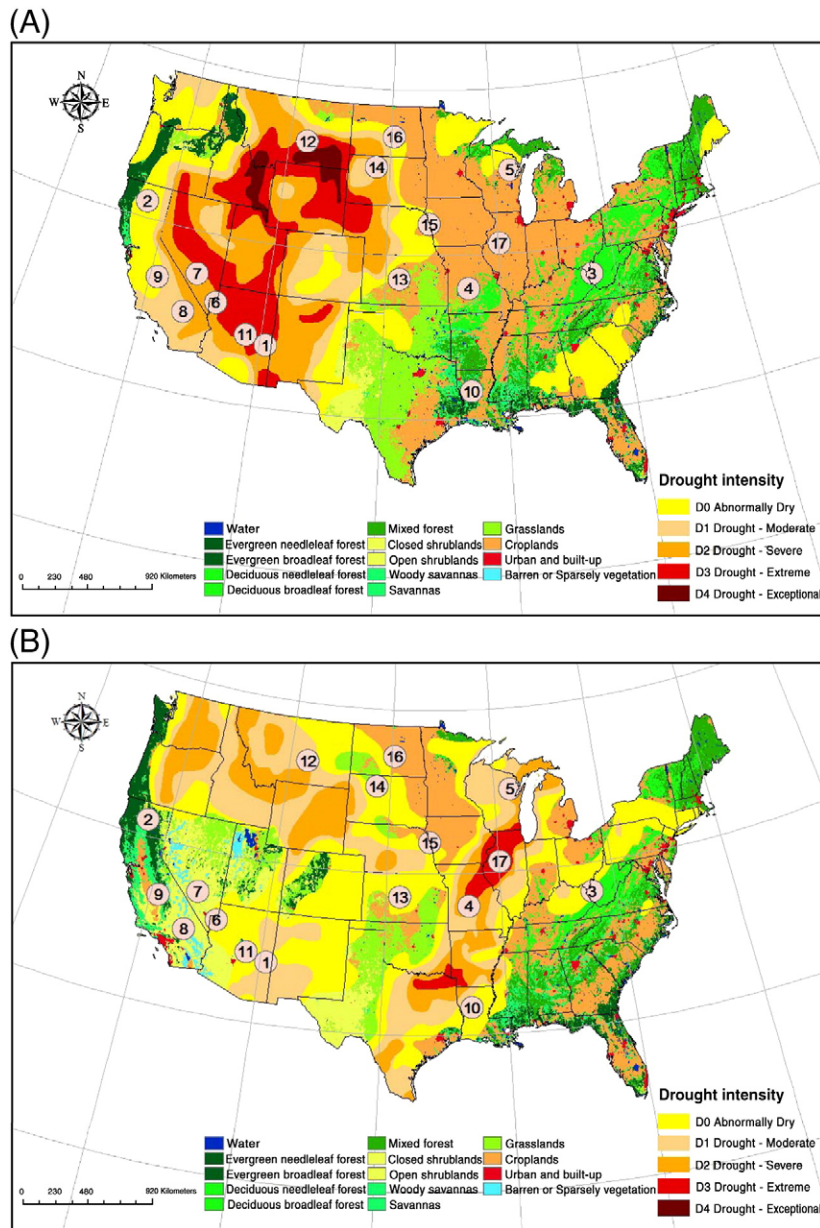 (A)
N
W E
S
12
16
14
5
2
15
17
9
7
13
4
3
6
8
11
1
10
Drought intensity
Water
Mixed forest
Grasslands
D0 Abnormally Dry
Evergreen needleleaf forest
Closed shrublands
Croplands
D1 Drought - Moderate
Evergreen broadleaf forest
Open shrublands
Urban and built-up
D2 Drought - Severe
Deciduous needleleaf forest
Woody savannas
Barren or Sparsely vegetation
D3 Drought - Extreme
Deciduous broadleaf forest
Savannas
D4 Drought - Exceptional
0 230 480 920 Kilometers
(B)
N
W E
S
12
16
14
5
2
15
17
9
7
13
4
3
6
8
11
1
10
Drought intensity
Water
Mixed forest
Grasslands
D0 Abnormally Dry
Evergreen needleleaf forest
Closed shrublands
Croplands
D1 Drought - Moderate
Evergreen broadleaf forest
Open shrublands
Urban and built-up
D2 Drought - Severe
Deciduous needleleaf forest
Woody savannas
Barren or Sparsely vegetation
D3 Drought - Extreme
Deciduous broadleaf forest
Savannas
D4 Drought - Exceptional
0 230 480 920 Kilometers